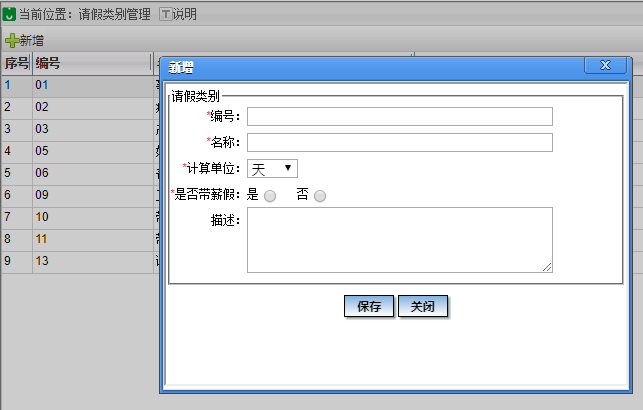 当前位置：请假类别管理 T说明
新增
序号 编号
1 01
2 02
3 03
4 05
5 06
6 09
7 10
8 11
9 13
新增 X
请假类别
*编号：
*名称：
*计算单位：天
*是否带薪假：是 否
描述：
保存 关闭